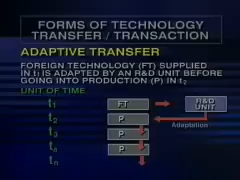 FORMS OF TECHNOLOGY
TRANSFER / TRANSACTION
ADAPTIVE TRANSFER
FOREIGN TECHNOLOGY (FT) SUPPLIED
IN t1 IS ADAPTED BY AN R&D UNIT BEFORE
GOING INTO PRODUCTION (P) IN t2
UNIT OF TIME
t1 FT R&D UNIT
t2 P
Adaptation
t3 P
t4 P
tn P